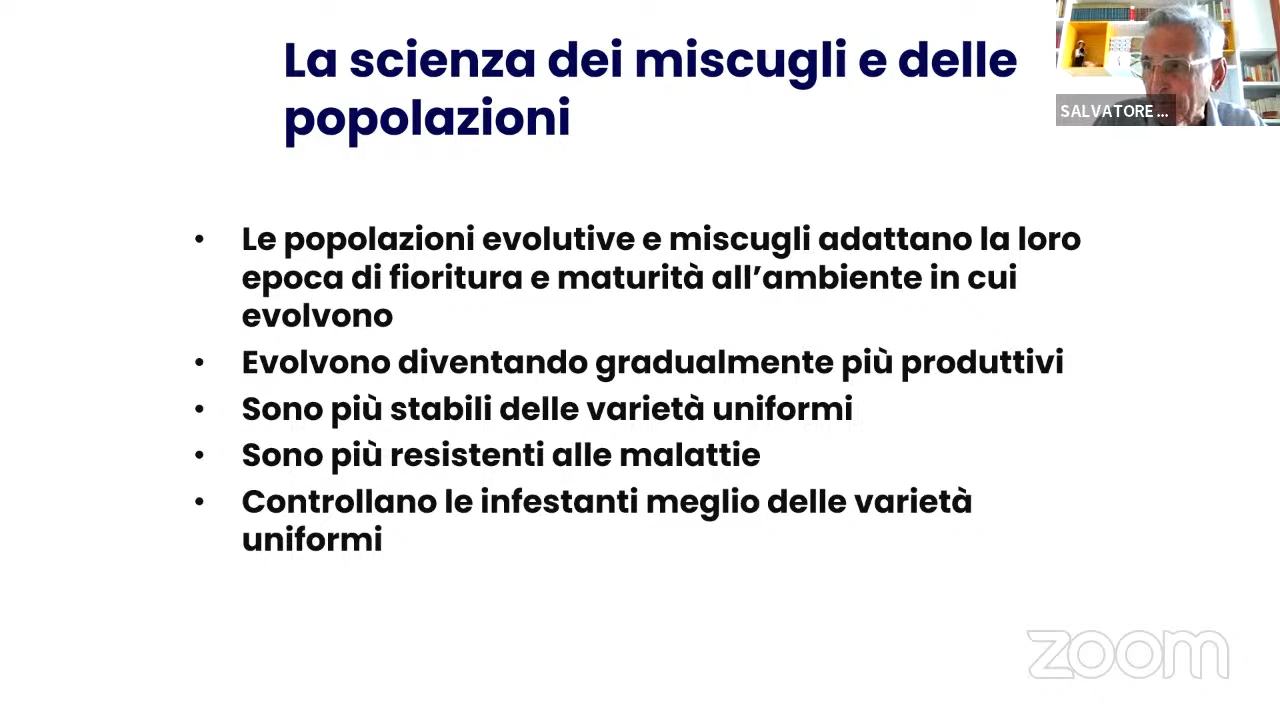 La scienza dei miscugli e delle
popolazioni
SALVATORE ...
• Le popolazioni evolutive e miscugli adattano la loro
epoca di fioritura e maturità all’ambiente in cui
evolvono
• Evolvono diventando gradualmente più produttivi
• Sono più stabili delle varietà uniformi
• Sono più resistenti alle malattie
• Controllano le infestanti meglio delle varietà
uniformi
zoom